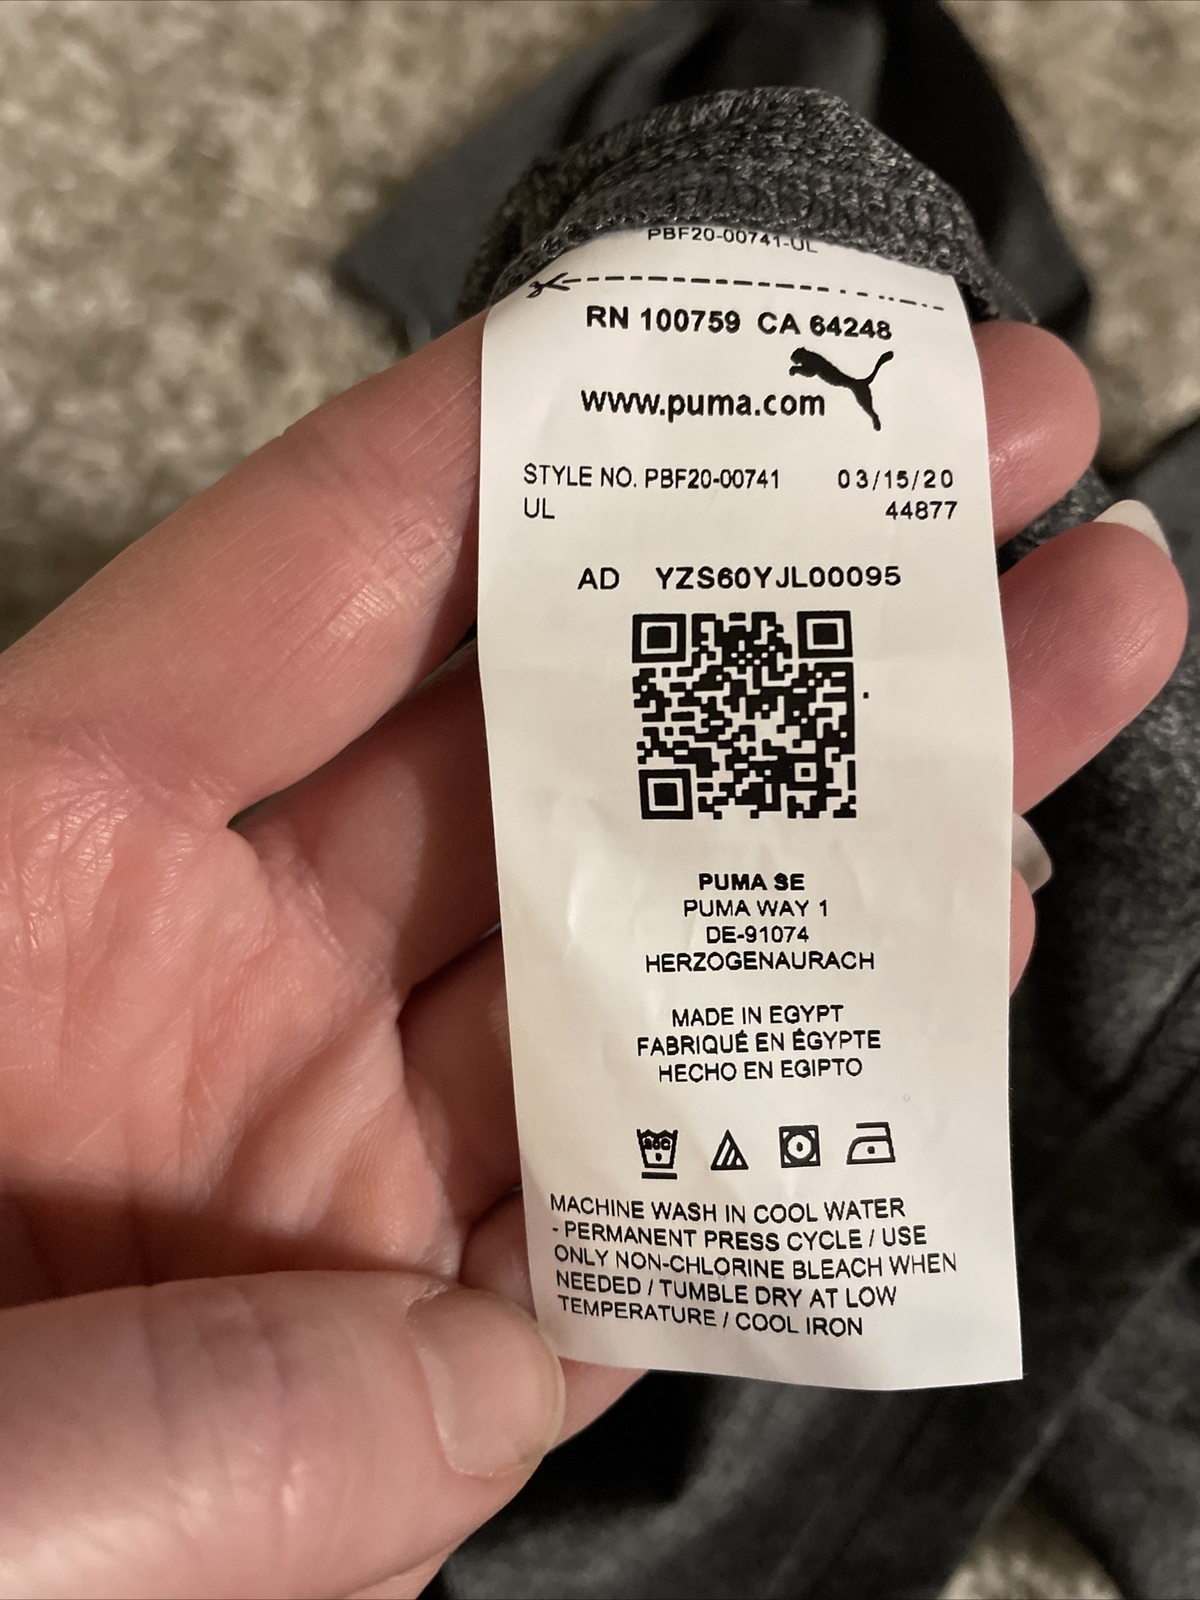 PBF20-00741-UL
RN 100759 CA 64248
www.puma.com
STYLE NO. PBF20-00741 03/15/20
UL 44877
AD YZS60YJL00095
PUMA SE
PUMA WAY 1
DE-91074
HERZOGENAURACH
MADE IN EGYPT
FABRIQUÉ EN ÉGYPTE
HECHO EN EGIPTO
MACHINE WASH IN COOL WATER
- PERMANENT PRESS CYCLE / USE
ONLY NON-CHLORINE BLEACH WHEN
NEEDED / TUMBLE DRY AT LOW
TEMPERATURE / COOL IRON